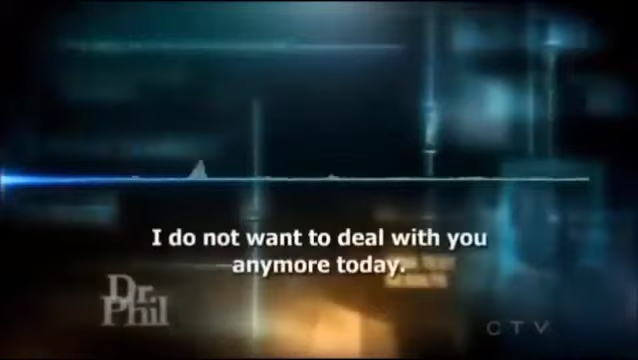 I do not want to deal with you
anymore today.
Dr.
Phil
CTV